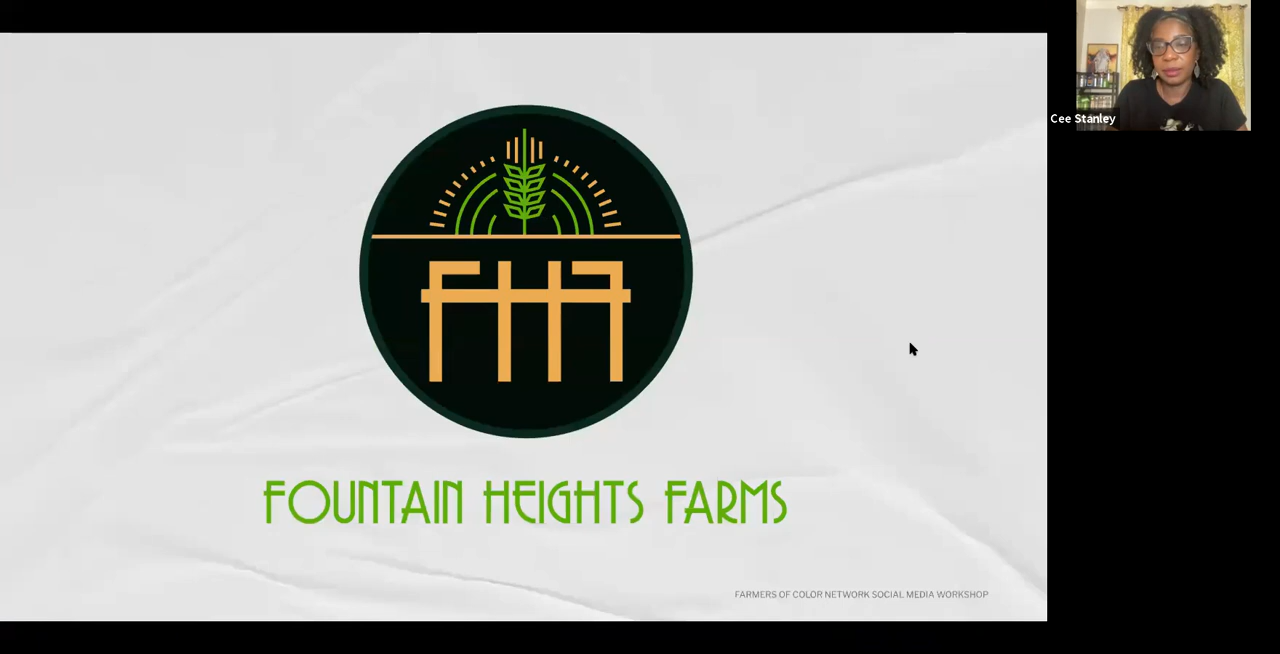 Cee Stanley
FHF
FOUNTAIN HEIGHTS FARMS
FARMERS OF COLOR NETWORK SOCIAL MEDIA WORKSHOP